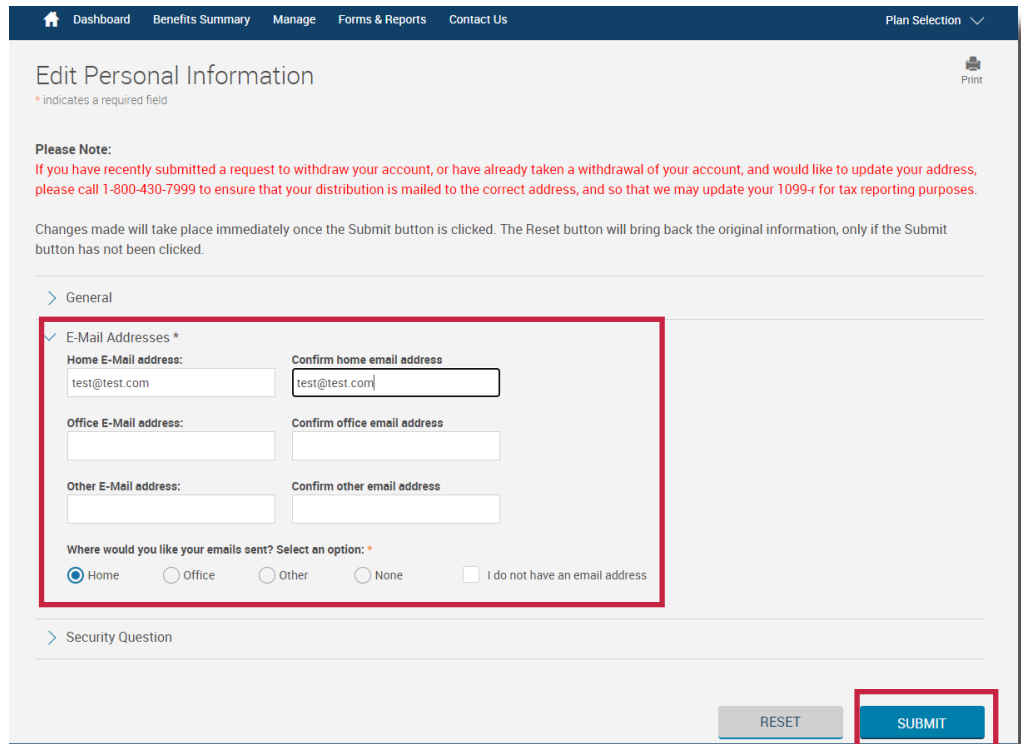 Dashboard Benefits Summary Manage Forms & Reports Contact Us Plan Selection
Edit Personal Information
Print
* indicates a required field
Please Note:
If you have recently submitted a request to withdraw your account, or have already taken a withdrawal of your account, and would like to update your address,
please call 1-800-430-7999 to ensure that your distribution is mailed to the correct address, and so that we may update your 1099-r for tax reporting purposes.
Changes made will take place immediately once the Submit button is clicked. The Reset button will bring back the original information, only if the Submit
button has not been clicked.
General
E-Mail Addresses *
Home E-Mail address: Confirm home email address
test@test.com test@test.com
Office E-Mail address: Confirm office email address
Other E-Mail address: Confirm other email address
Where would you like your emails sent? Select an option: *
Home Office Other None I do not have an email address
Security Question
RESET SUBMIT